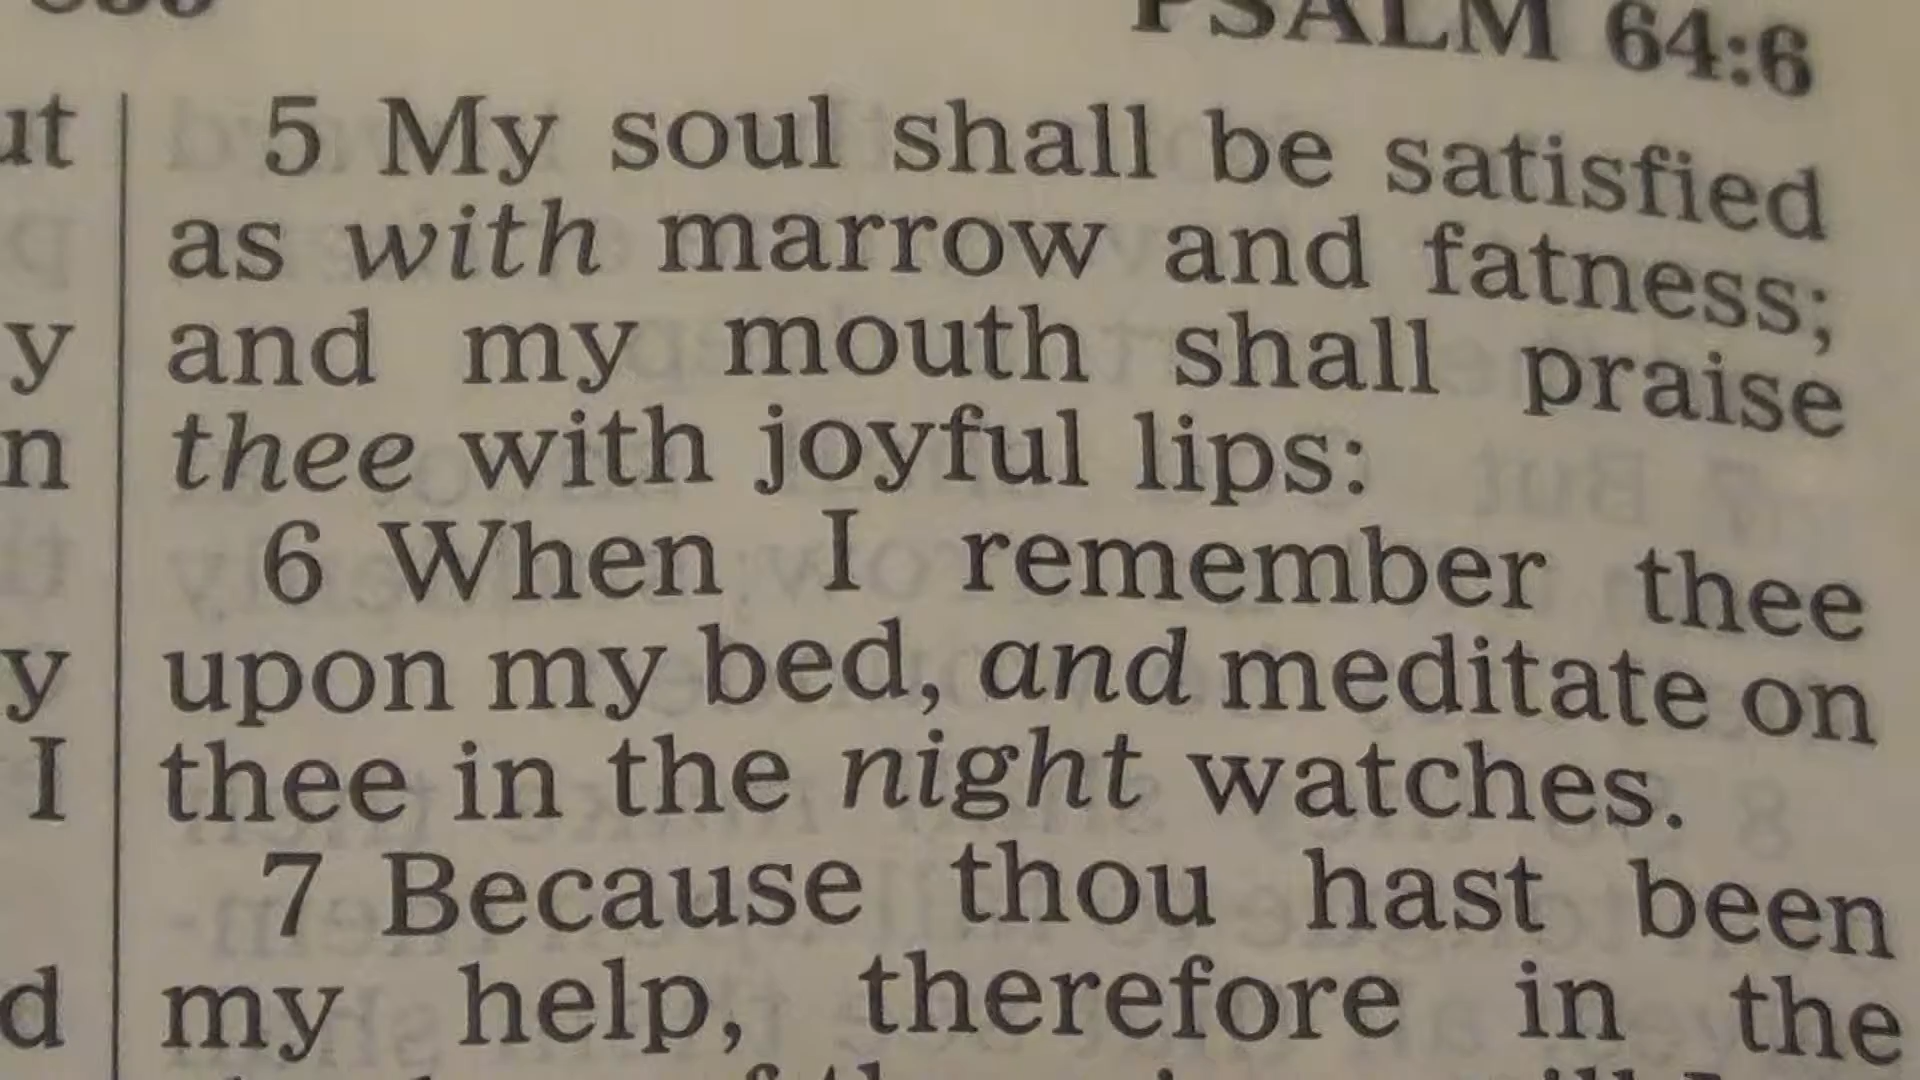 PSALM 64:6
ut
y
n
y
I
d
5 My soul shall be satisfied
as with marrow and fatness;
and my mouth shall praise
thee with joyful lips:
6 When I remember thee
upon my bed, and meditate on
thee in the night watches.
7 Because thou hast been
my help, therefore in the